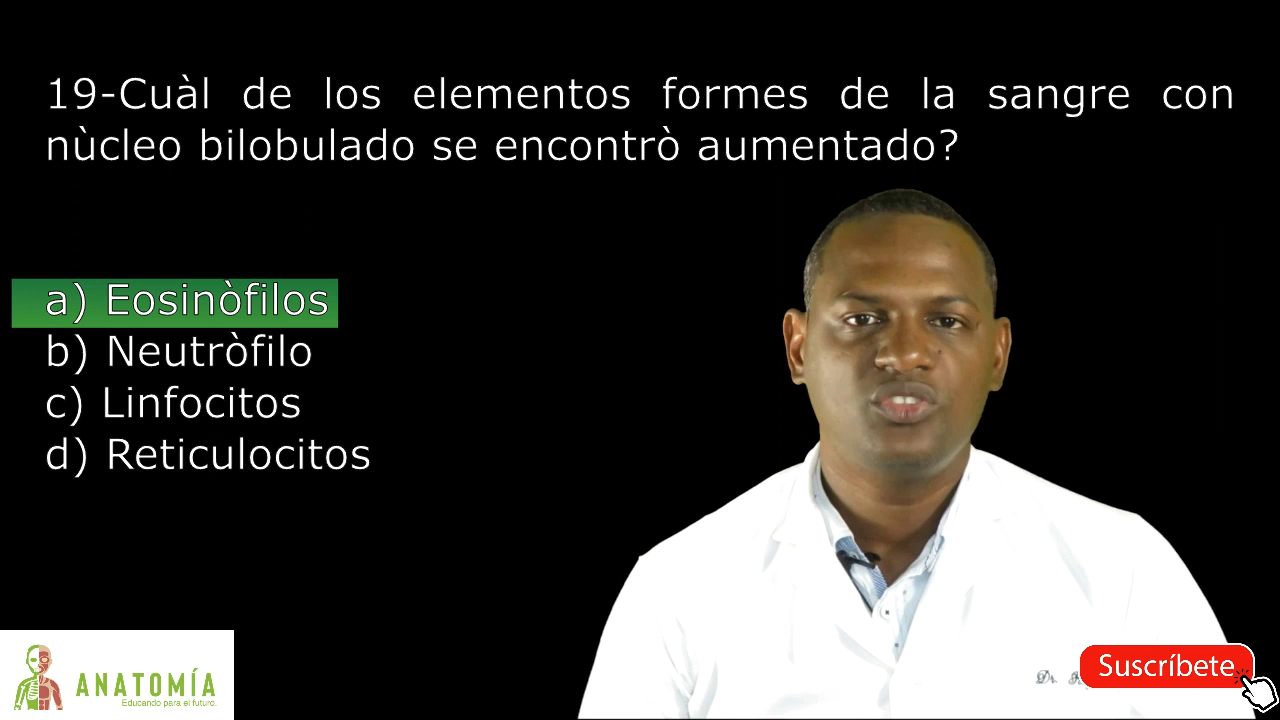 19-Cuàl de los elementos formes de la sangre con
nùcleo bilobulado se encontrò aumentado?
a) Eosinòfilos
b) Neutròfilo
c) Linfocitos
d) Reticulocitos
ANATOMÍA
Educando para el futuro.
Dr.
Suscríbete